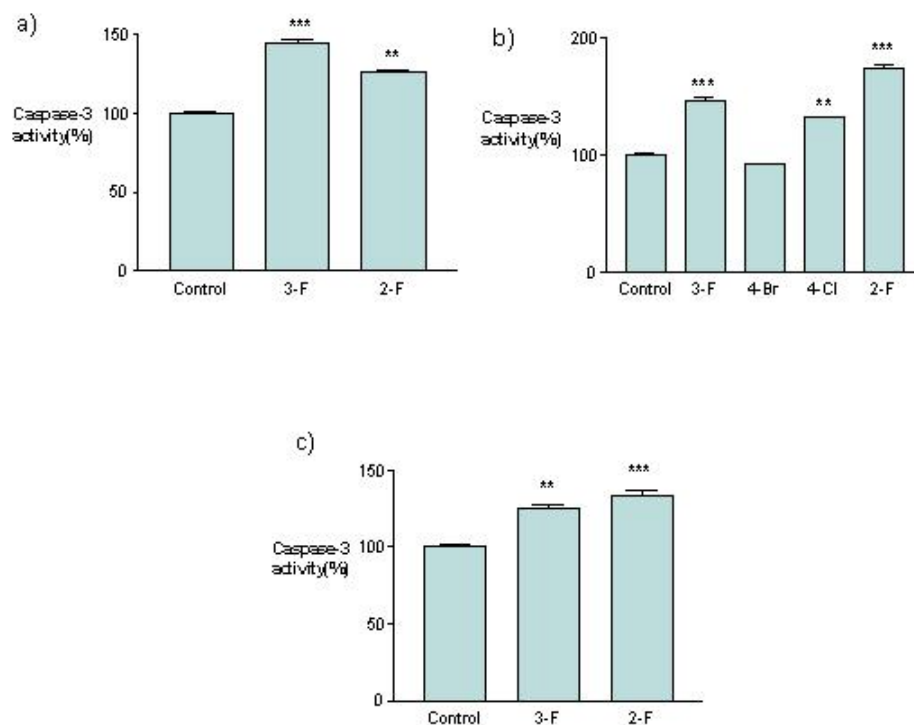 a)
150
100
50
0
Caspase-3
activity(%)
***
**
Control 3-F 2-F
b)
200
100
0
Caspase-3
activity(%)
***
**
***
Control 3-F 4-Br 4-Cl 2-F
c)
150
100
50
0
Caspase-3
activity(%)
**
***
Control 3-F 2-F